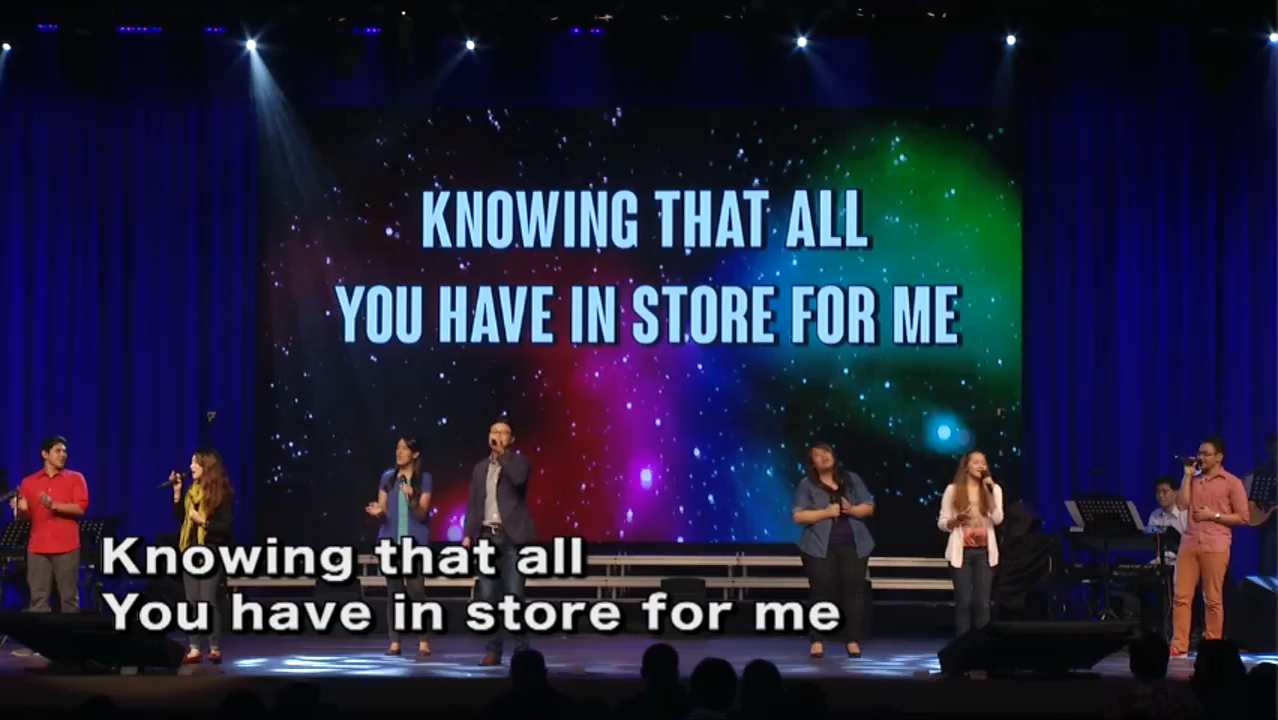 KNOWING THAT ALL
YOU HAVE IN STORE FOR ME
Knowing that all
You have in store for me